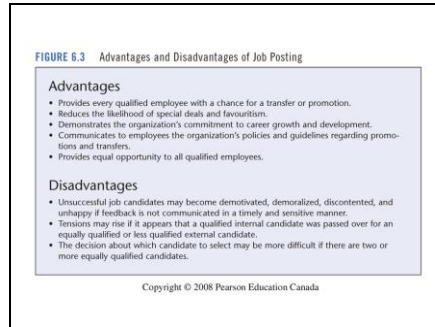 FIGURE 6.3 Advantages and Disadvantages of Job Posting
Advantages
• Provides every qualified employee with a chance for a transfer or promotion.
• Reduces the likelihood of special deals and favouritism.
• Demonstrates the organization's commitment to career growth and development.
• Communicates to employees the organization's policies and guidelines regarding promo-
tions and transfers.
• Provides equal opportunity to all qualified employees.
Disadvantages
• Unsuccessful job candidates may become demotivated, demoralized, discontented, and
unhappy if feedback is not communicated in a timely and sensitive manner.
• Tensions may rise if it appears that a qualified internal candidate was passed over for an
equally qualified or less qualified external candidate.
• The decision about which candidate to select may be more difficult if there are two or
more equally qualified candidates.
Copyright © 2008 Pearson Education Canada